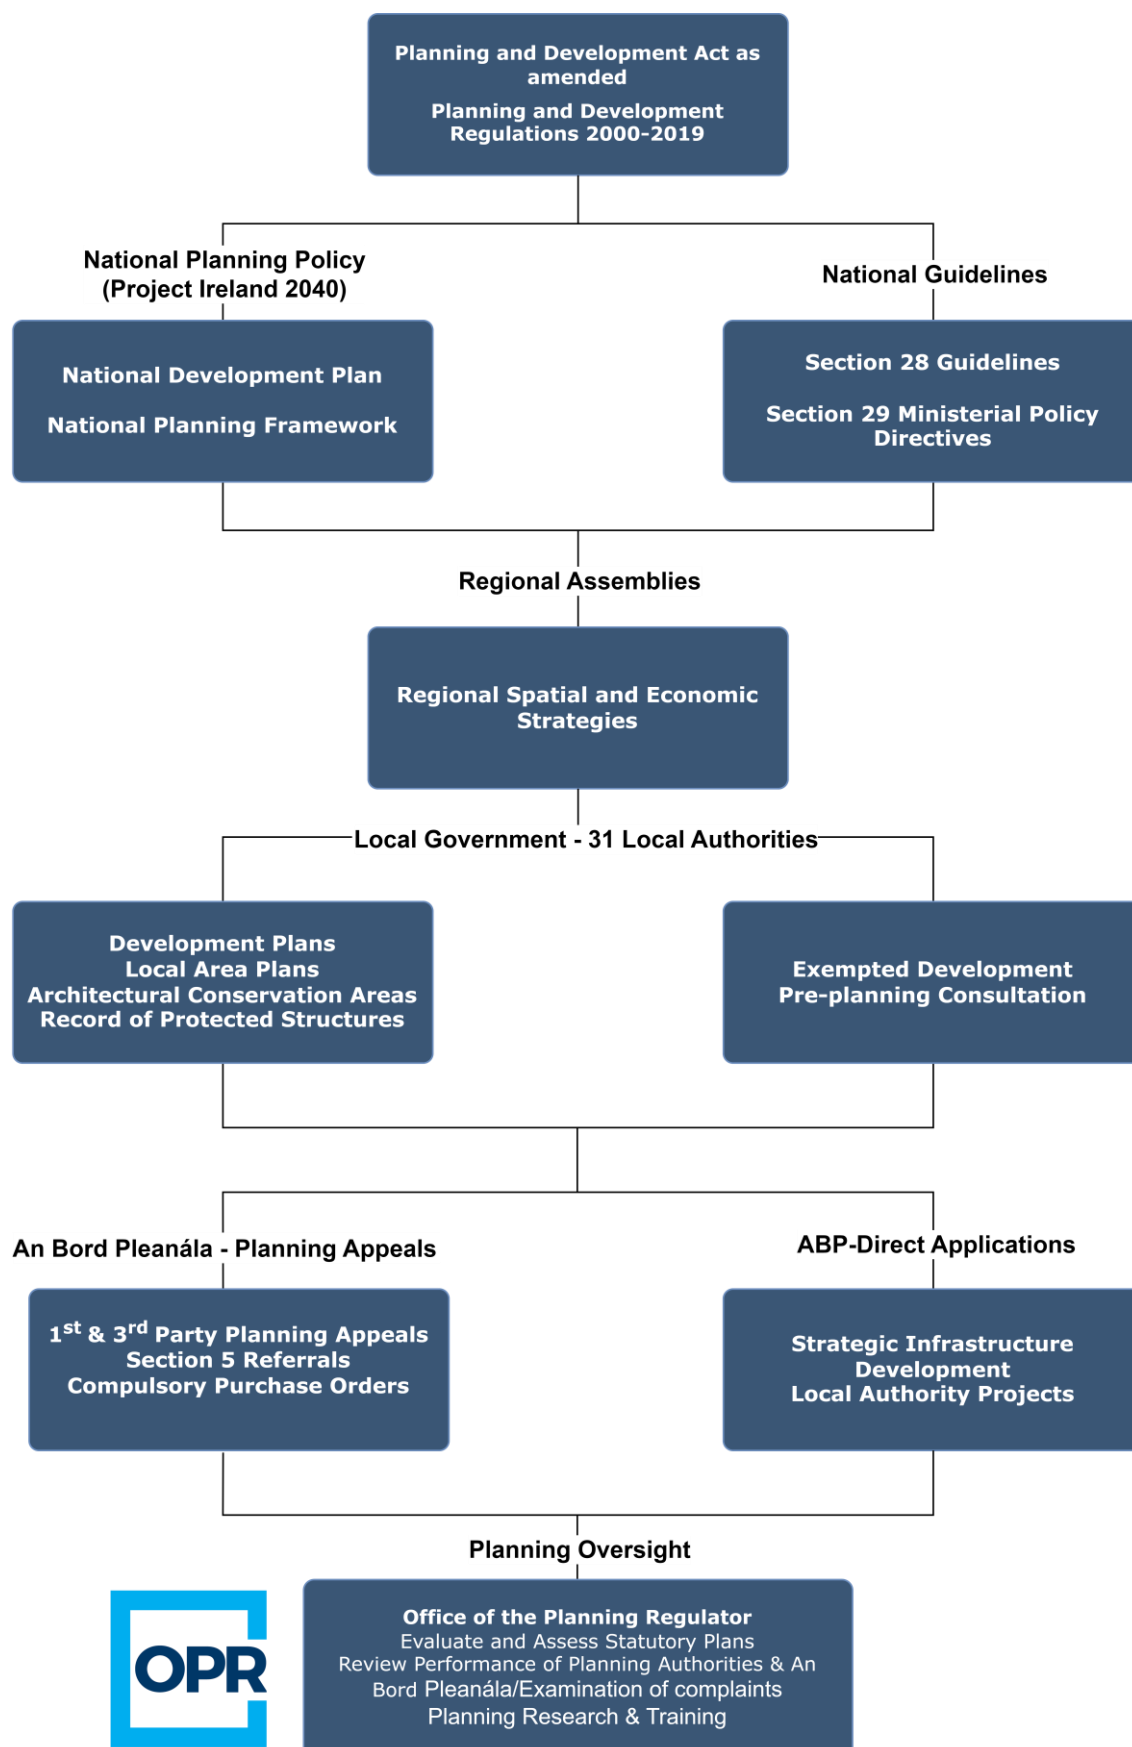 Planning and Development Act as
amended
Planning and Development
Regulations 2000-2019
National Planning Policy
(Project Ireland 2040)
National Guidelines
National Development Plan
National Planning Framework
Section 28 Guidelines
Section 29 Ministerial Policy
Directives
Regional Assemblies
Regional Spatial and Economic
Strategies
Local Government - 31 Local Authorities
Development Plans
Local Area Plans
Architectural Conservation Areas
Record of Protected Structures
Exempted Development
Pre-planning Consultation
An Bord Pleanála - Planning Appeals
ABP-Direct Applications
1st & 3rd Party Planning Appeals
Section 5 Referrals
Compulsory Purchase Orders
Strategic Infrastructure
Development
Local Authority Projects
Planning Oversight
OPR
Office of the Planning Regulator
Evaluate and Assess Statutory Plans
Review Performance of Planning Authorities & An
Bord Pleanála/Examination of complaints
Planning Research & Training